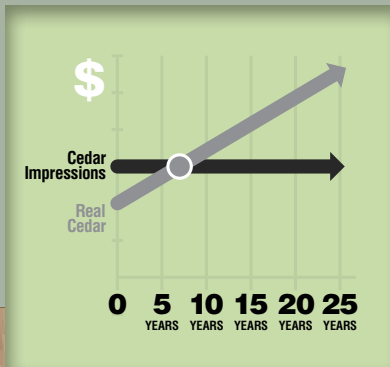 $
Cedar
Impressions
Real
Cedar
0 5 10 15 20 25
YEARS YEARS YEARS YEARS YEARS